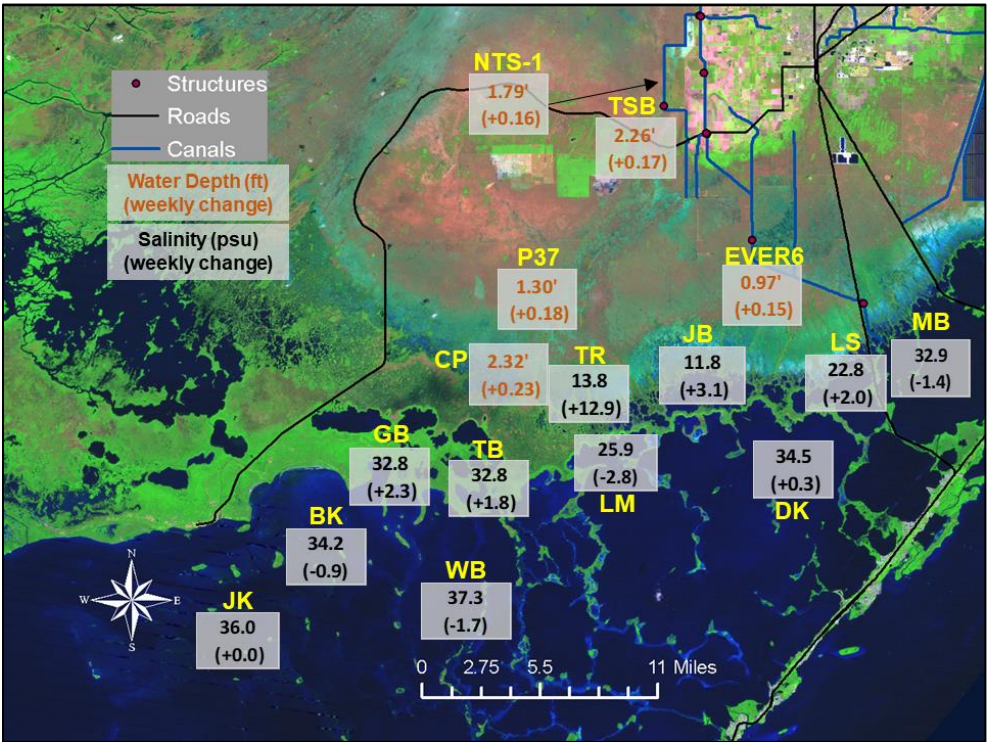 NTS-1
1.79'
(+0.16)
TSB
2.26'
(+0.17)
Structures
Roads
Canals
Water Depth (ft)
(weekly change)
Salinity (psu)
(weekly change)
P37
1.30'
(+0.18)
EVER6
0.97'
(+0.15)
MB
32.9
(-1.4)
CP
2.32'
(+0.23)
TR
13.8
(+12.9)
JB
11.8
(+3.1)
LS
22.8
(+2.0)
GB
32.8
(+2.3)
TB
32.8
(+1.8)
25.9
(-2.8)
LM
34.5
(+0.3)
DK
BK
34.2
(-0.9)
WB
37.3
(-1.7)
JK
36.0
(+0.0)
N
W E
S
0 2.75 5.5 11 Miles